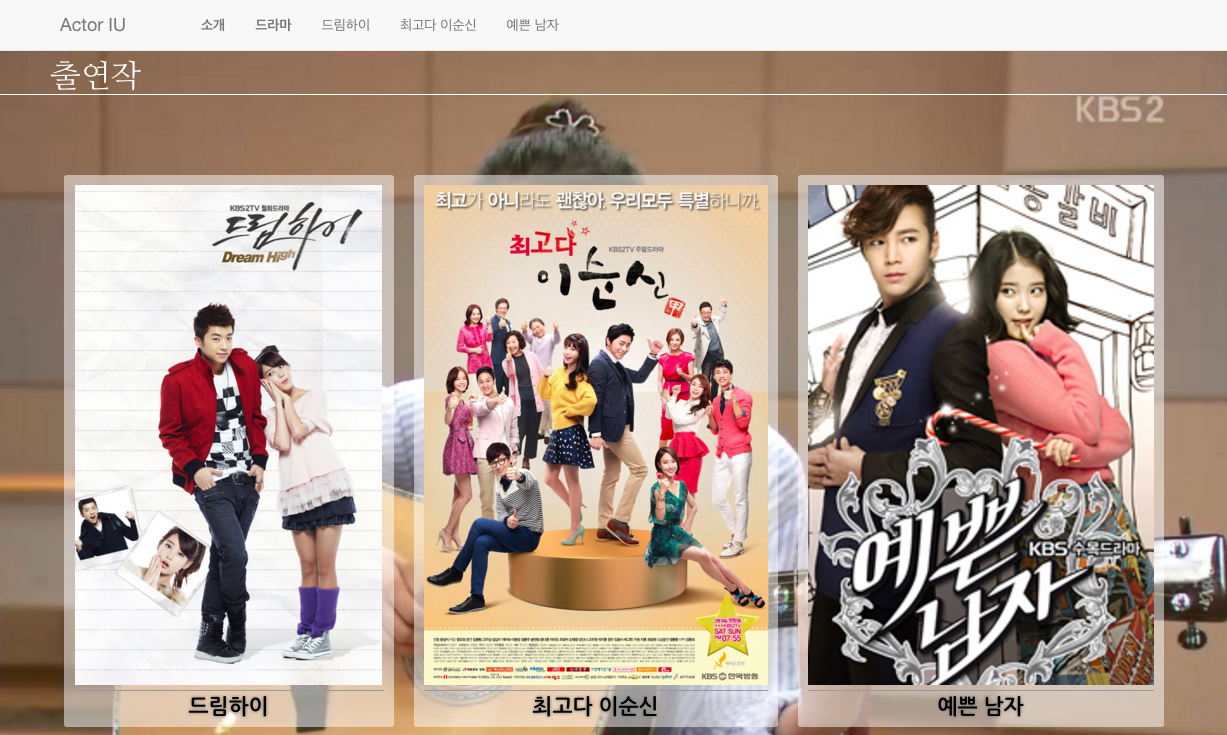 Actor IU 소개 드라마 드림하이 최고다 이순신 예쁜 남자
출연작
KBS2
KBS2TV 월화드라마
드림하이
Dream High
최고가 아니라도 괜찮아, 우리모두 특별하니까.
최고다
KBS2TV 주말드라마
이순신
SAT SUN
PM 07:55
KBS 한국방송
갈비
예쁜
KBS 수목드라마
남자
드림하이
최고다 이순신
예쁜 남자